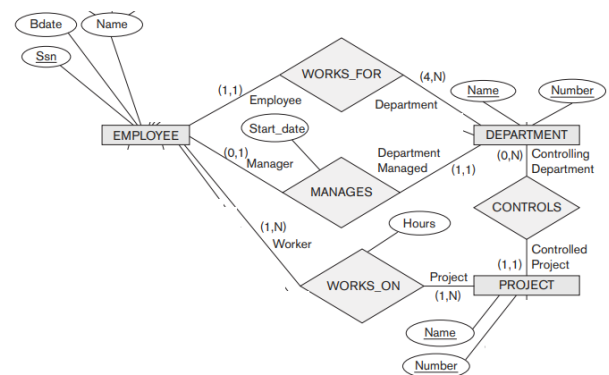 Bdate
Name
Ssn
WORKS_FOR
(1,1)
Employee
(4,N)
Department
Name
Number
EMPLOYEE
DEPARTMENT
Start_date
(0,1)
Manager
MANAGES
Department
Managed
(1,1)
(0,N)
Controlling
Department
CONTROLS
(1,N)
Worker
Hours
Controlled
Project
(1,1)
WORKS_ON
Project
(1,N)
PROJECT
Name
Number